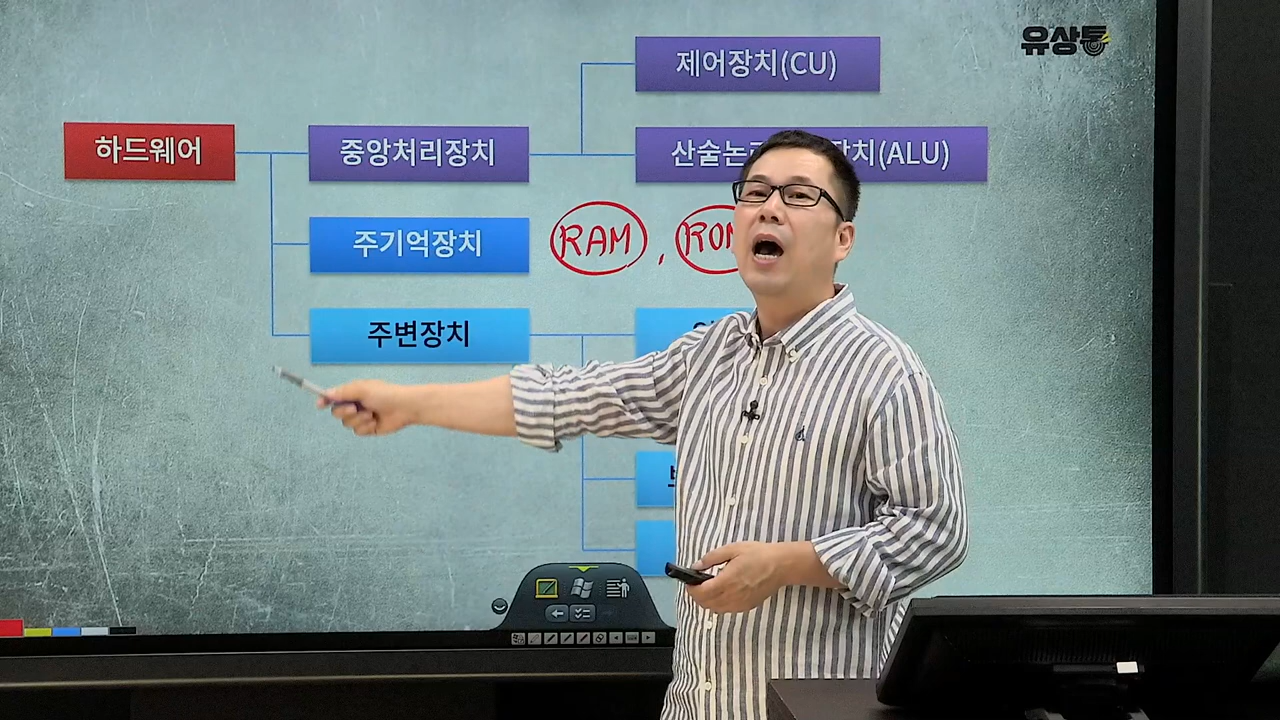 유상통
제어장치(CU)
하드웨어
중앙처리장치
산술논 장치(ALU)
주기억장치
RAM, ROM
주변장치